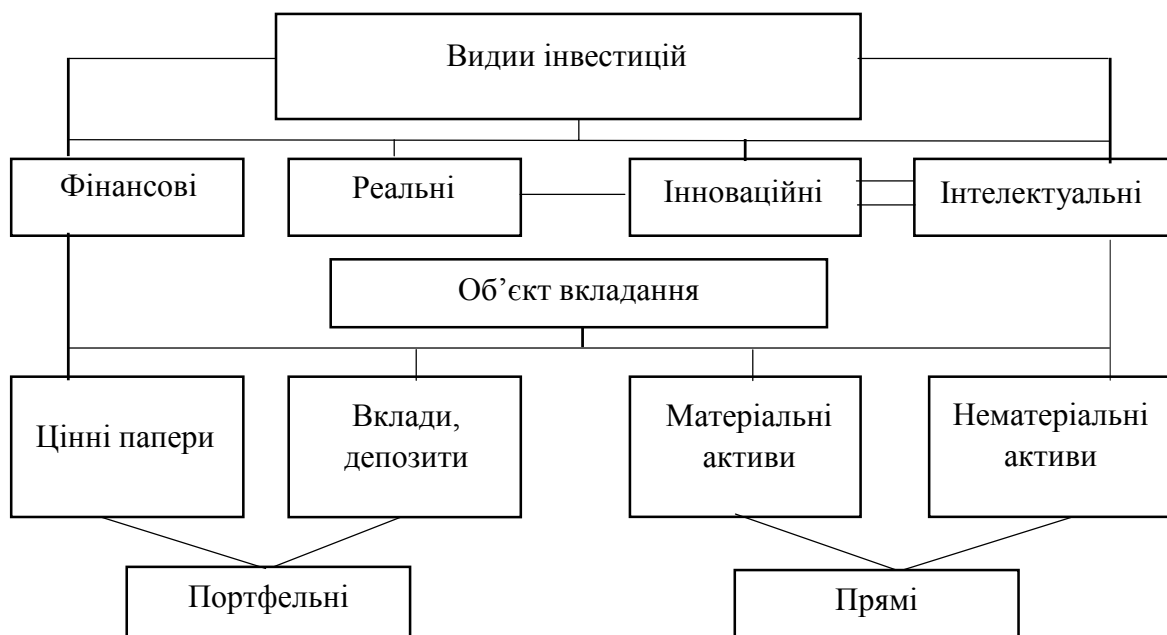 Видии інвестицій
Фінансові
Реальні
Інноваційні
Інтелектуальні
Об’єкт вкладання
Цінні папери
Вклади,
депозити
Матеріальні
активи
Нематеріальні
активи
Портфельні
Прямі